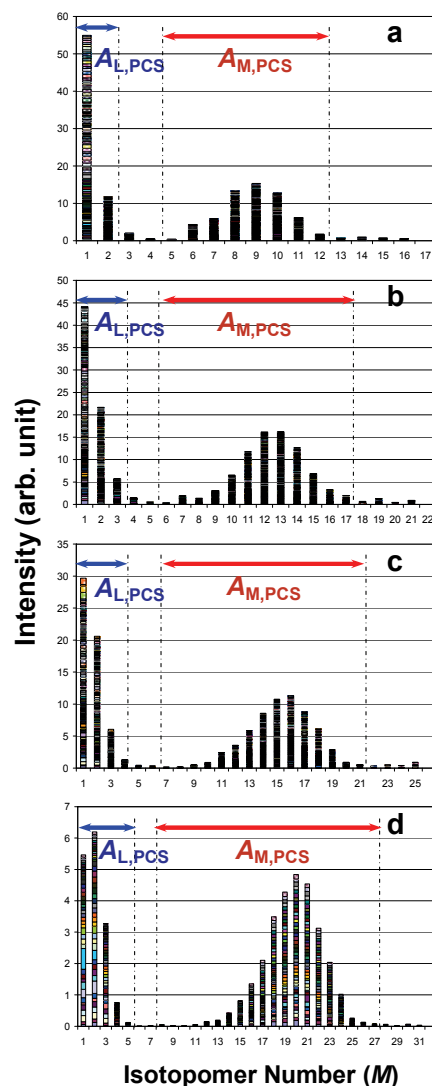 Intensity (arb. unit)
a
A_L,PCS A_M,PCS
60
50
40
30
20
10
0
1 2 3 4 5 6 7 8 9 10 11 12 13 14 15 16 17
b
A_L,PCS A_M,PCS
50
45
40
35
30
25
20
15
10
5
0
1 2 3 4 5 6 7 8 9 10 11 12 13 14 15 16 17 18 19 20 21 22
c
A_L,PCS A_M,PCS
35
30
25
20
15
10
5
0
1 3 5 7 9 11 13 15 17 19 21 23 25
d
A_L,PCS A_M,PCS
7
6
5
4
3
2
1
0
1 3 5 7 9 11 13 15 17 19 21 23 25 27 29 31
Isotopomer Number (M)